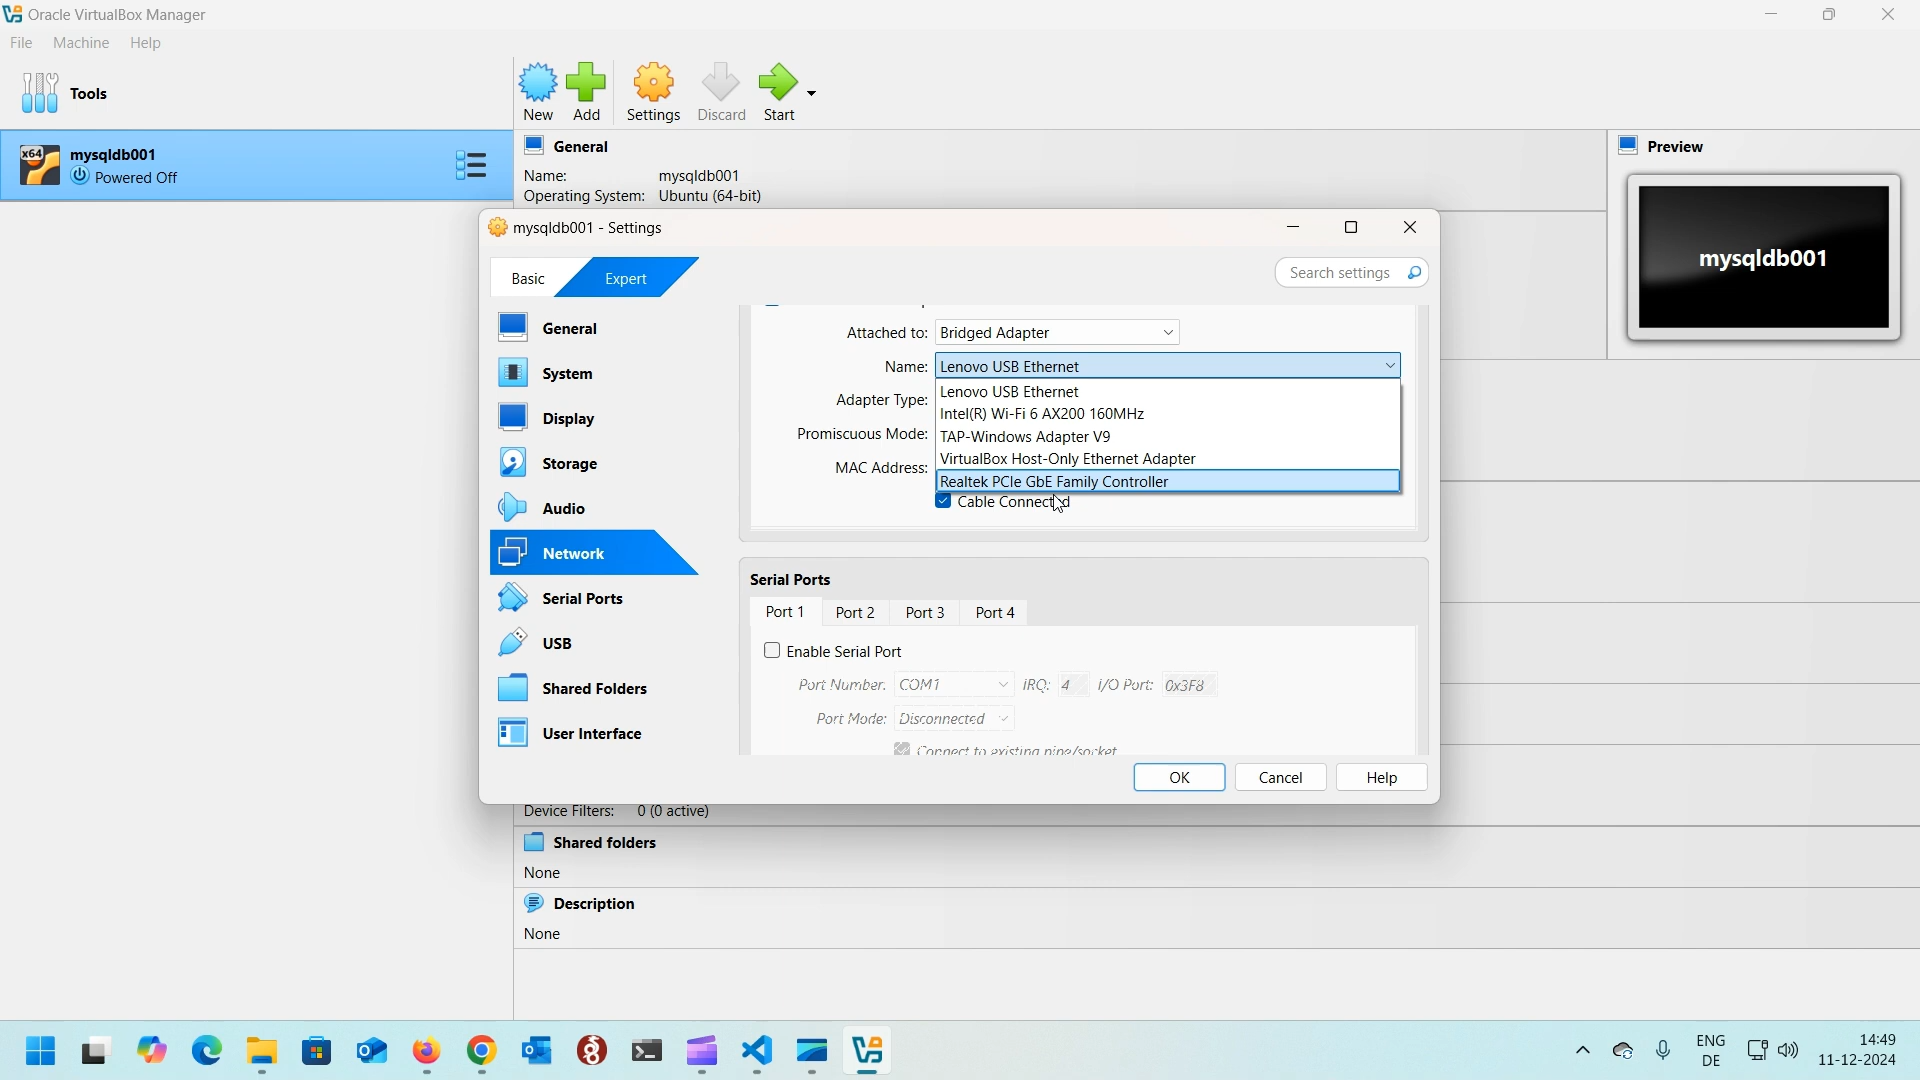 Oracle VirtualBox Manager
File Machine Help
Tools
New Add Settings Discard Start
x64
mysqldb001
Powered Off
General
Name: mysqldb001
Operating System: Ubuntu (64-bit)
Preview
mysqldb001
mysqldb001 - Settings
Basic Expert
Search settings
General
System
Display
Storage
Audio
Network
Serial Ports
USB
Shared Folders
User Interface
Attached to: Bridged Adapter
Name: Lenovo USB Ethernet
Adapter Type:
Promiscuous Mode:
MAC Address:
Lenovo USB Ethernet
Intel(R) Wi-Fi 6 AX200 160MHz
TAP-Windows Adapter V9
VirtualBox Host-Only Ethernet Adapter
Realtek PCIe GbE Family Controller
Cable Connected
Serial Ports
Port 1 Port 2 Port 3 Port 4
Enable Serial Port
Port Number: COM1 IRQ: 4 I/O Port: 0x3F8
Port Mode: Disconnected
Connect to existing pipe/socket
OK Cancel Help
Device Filters: 0 (0 active)
Shared folders
None
Description
None
ENG
DE
14:49
11-12-2024